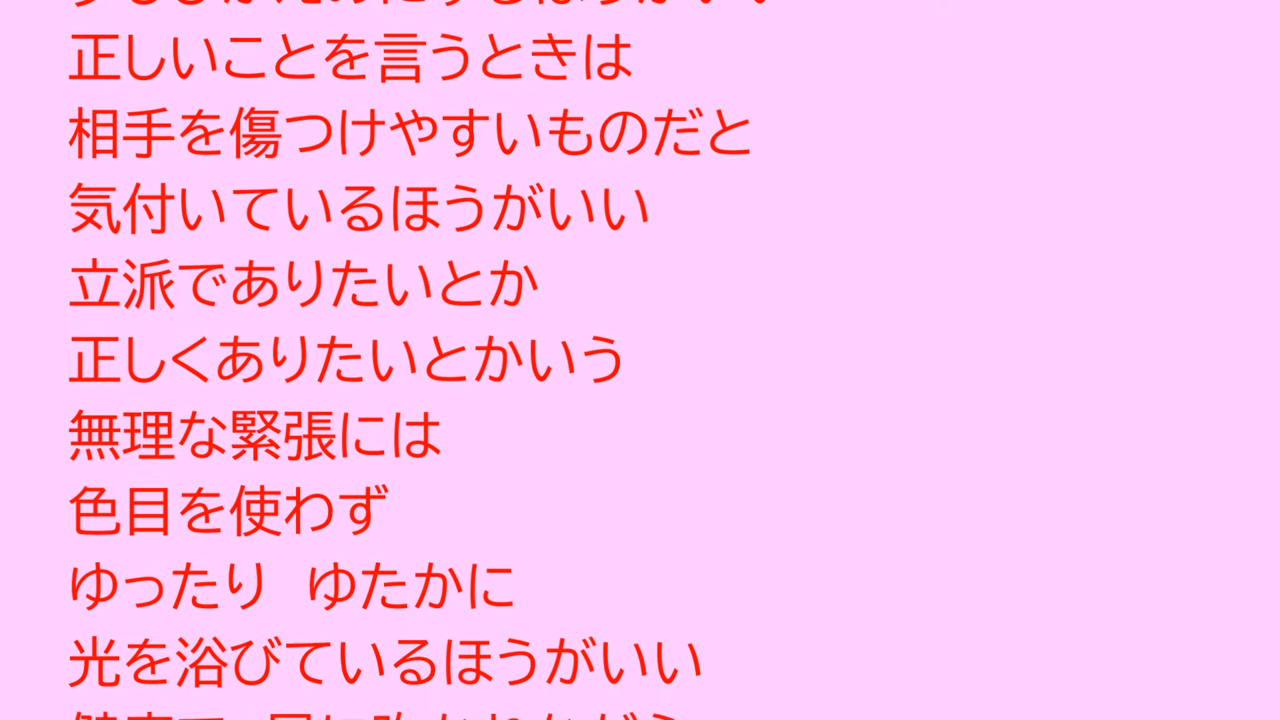 正しいことを言うときは
相手を傷つけやすいものだと
気付いているほうがいい
立派でありたいとか
正しくありたいとかいう
無理な緊張には
色目を使わず
ゆったり ゆたかに
光を浴びているほうがいい